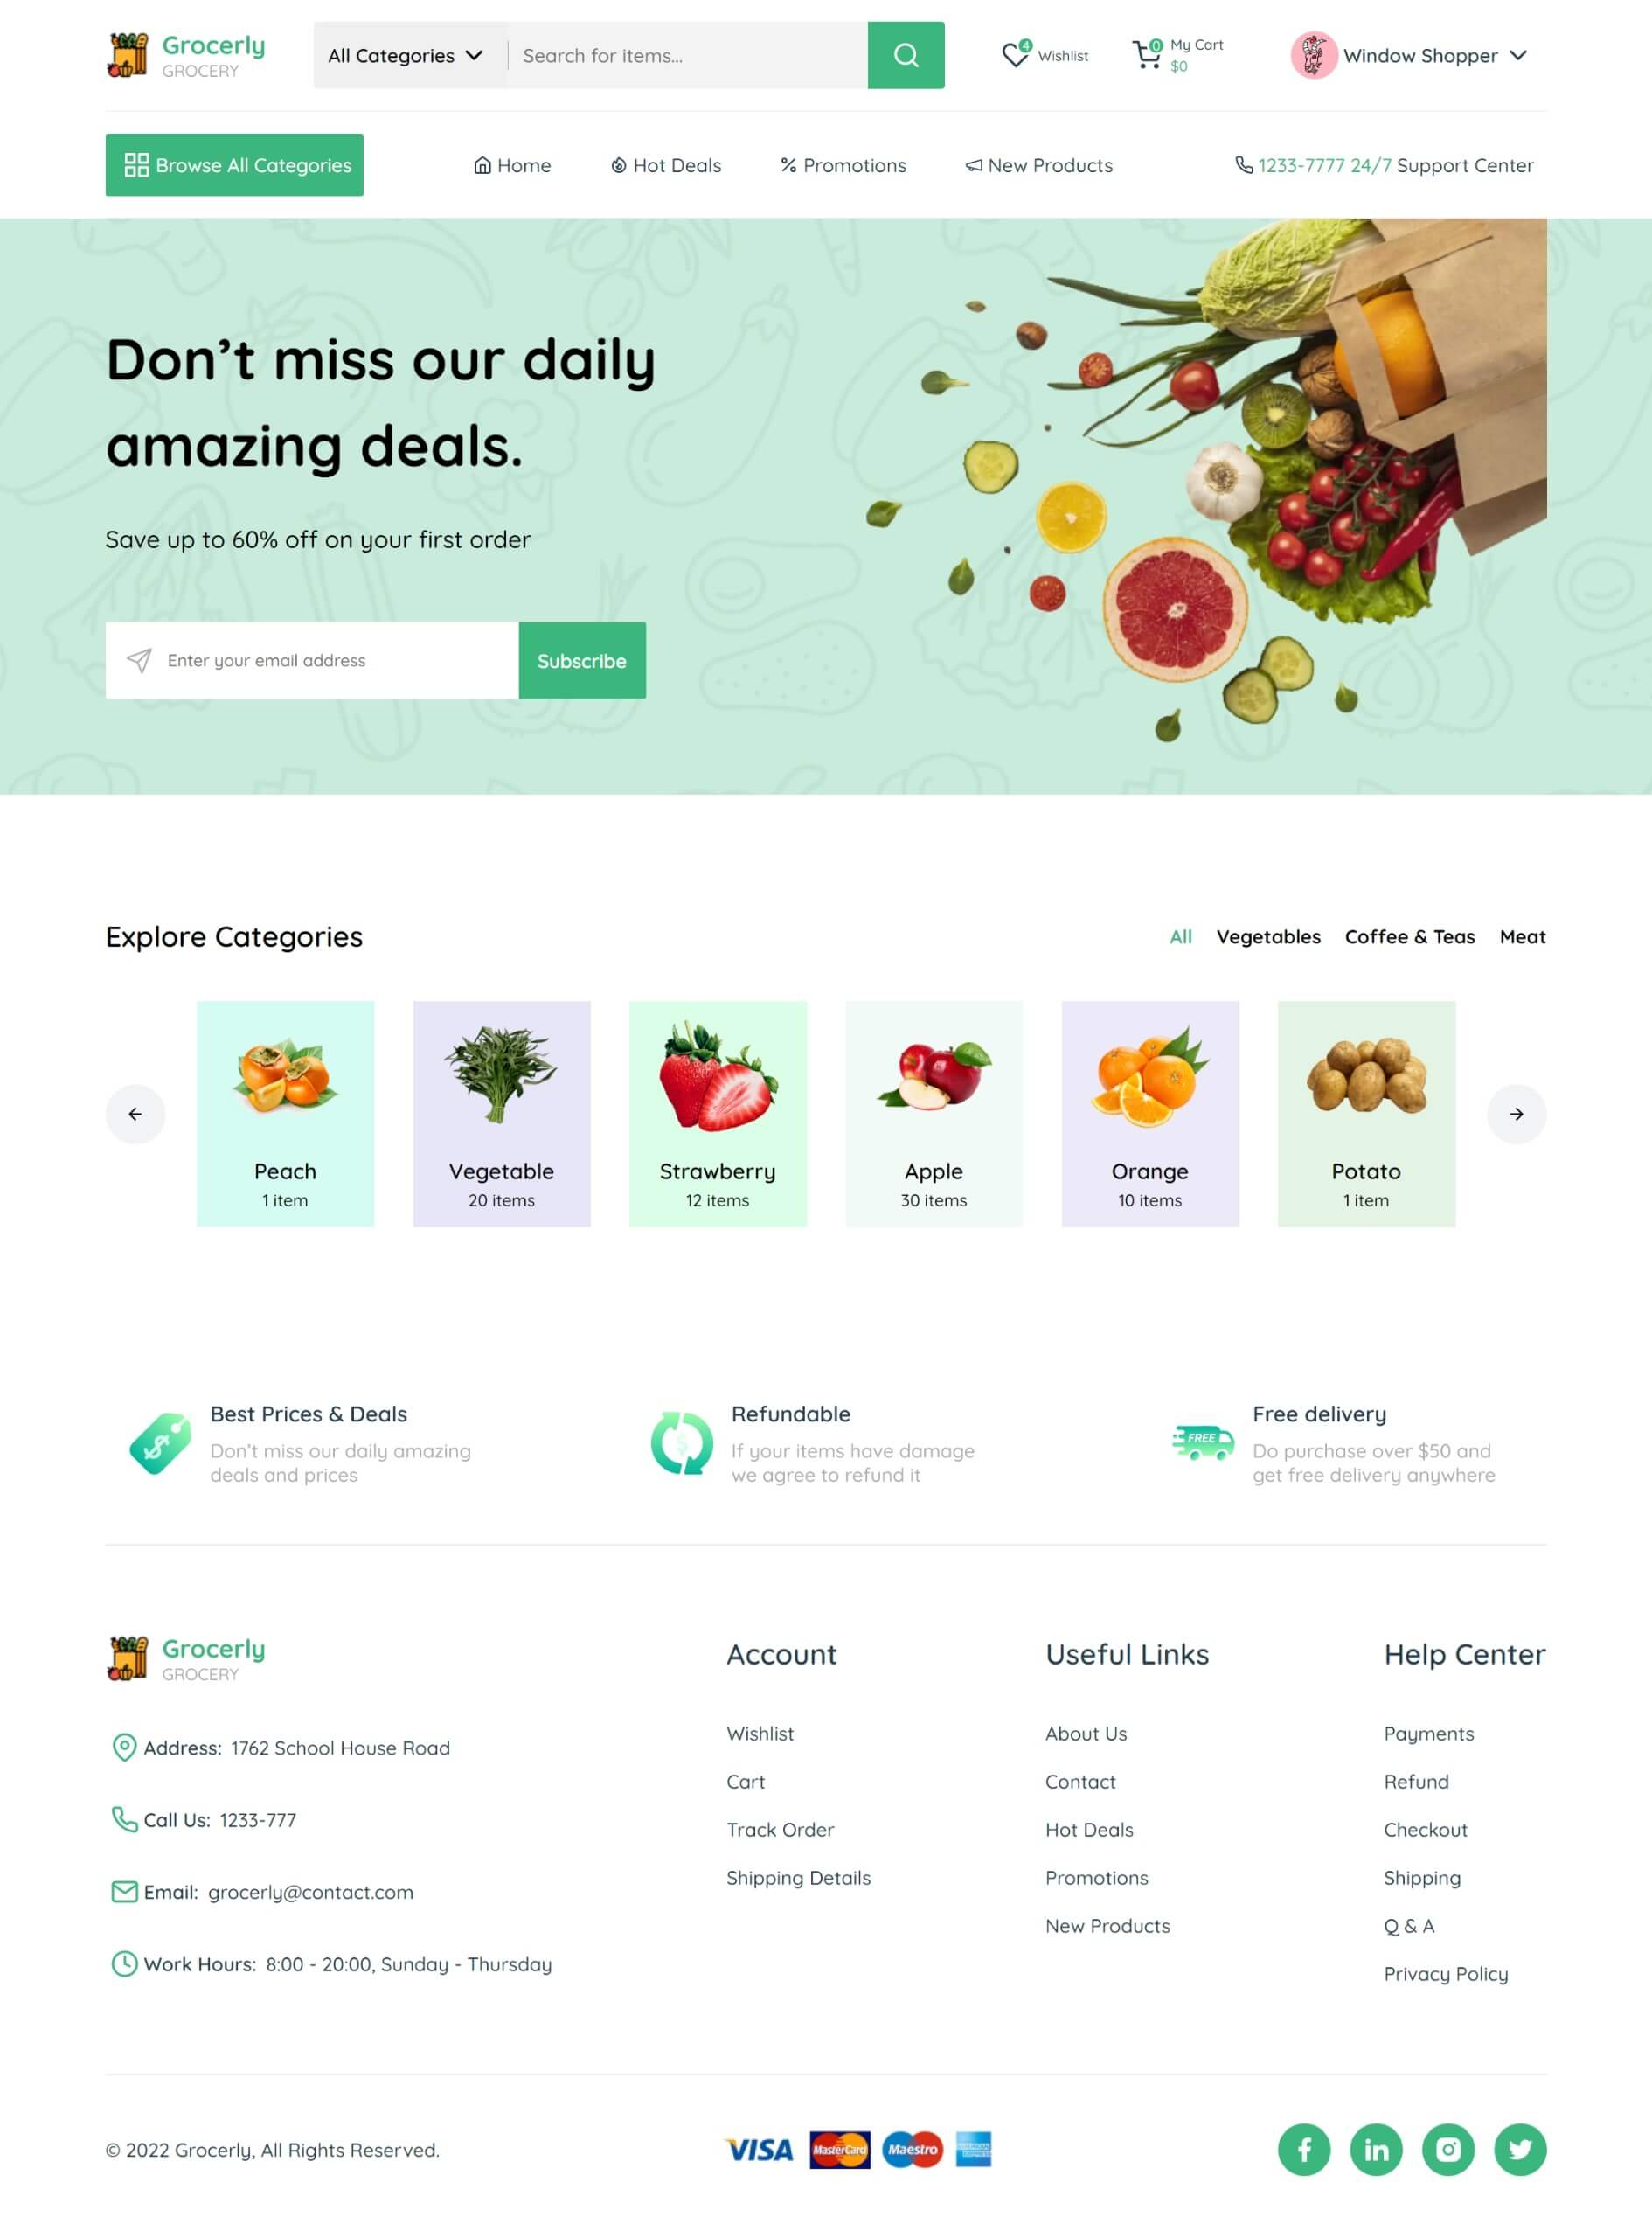 Grocerly
GROCERY
All Categories
Search for items...
4
Wishlist
0
My Cart
$0
Window Shopper
Browse All Categories
Home
Hot Deals
Promotions
New Products
1233-7777 24/7 Support Center
Don’t miss our daily
amazing deals.
Save up to 60% off on your first order
Enter your email address
Subscribe
Explore Categories
All
Vegetables
Coffee & Teas
Meat
Peach
1 item
Vegetable
20 items
Strawberry
12 items
Apple
30 items
Orange
10 items
Potato
1 item
Best Prices & Deals
Don't miss our daily amazing
deals and prices
Refundable
If your items have damage
we agree to refund it
FREE
Free delivery
Do purchase over $50 and
get free delivery anywhere
Grocerly
GROCERY
Address: 1762 School House Road
Call Us: 1233-777
Email: grocerly@contact.com
Work Hours: 8:00 - 20:00, Sunday - Thursday
Account
Wishlist
Cart
Track Order
Shipping Details
Useful Links
About Us
Contact
Hot Deals
Promotions
New Products
Help Center
Payments
Refund
Checkout
Shipping
Q & A
Privacy Policy
© 2022 Grocerly, All Rights Reserved.
VISA
MasterCard
Maestro
AMERICAN EXPRESS